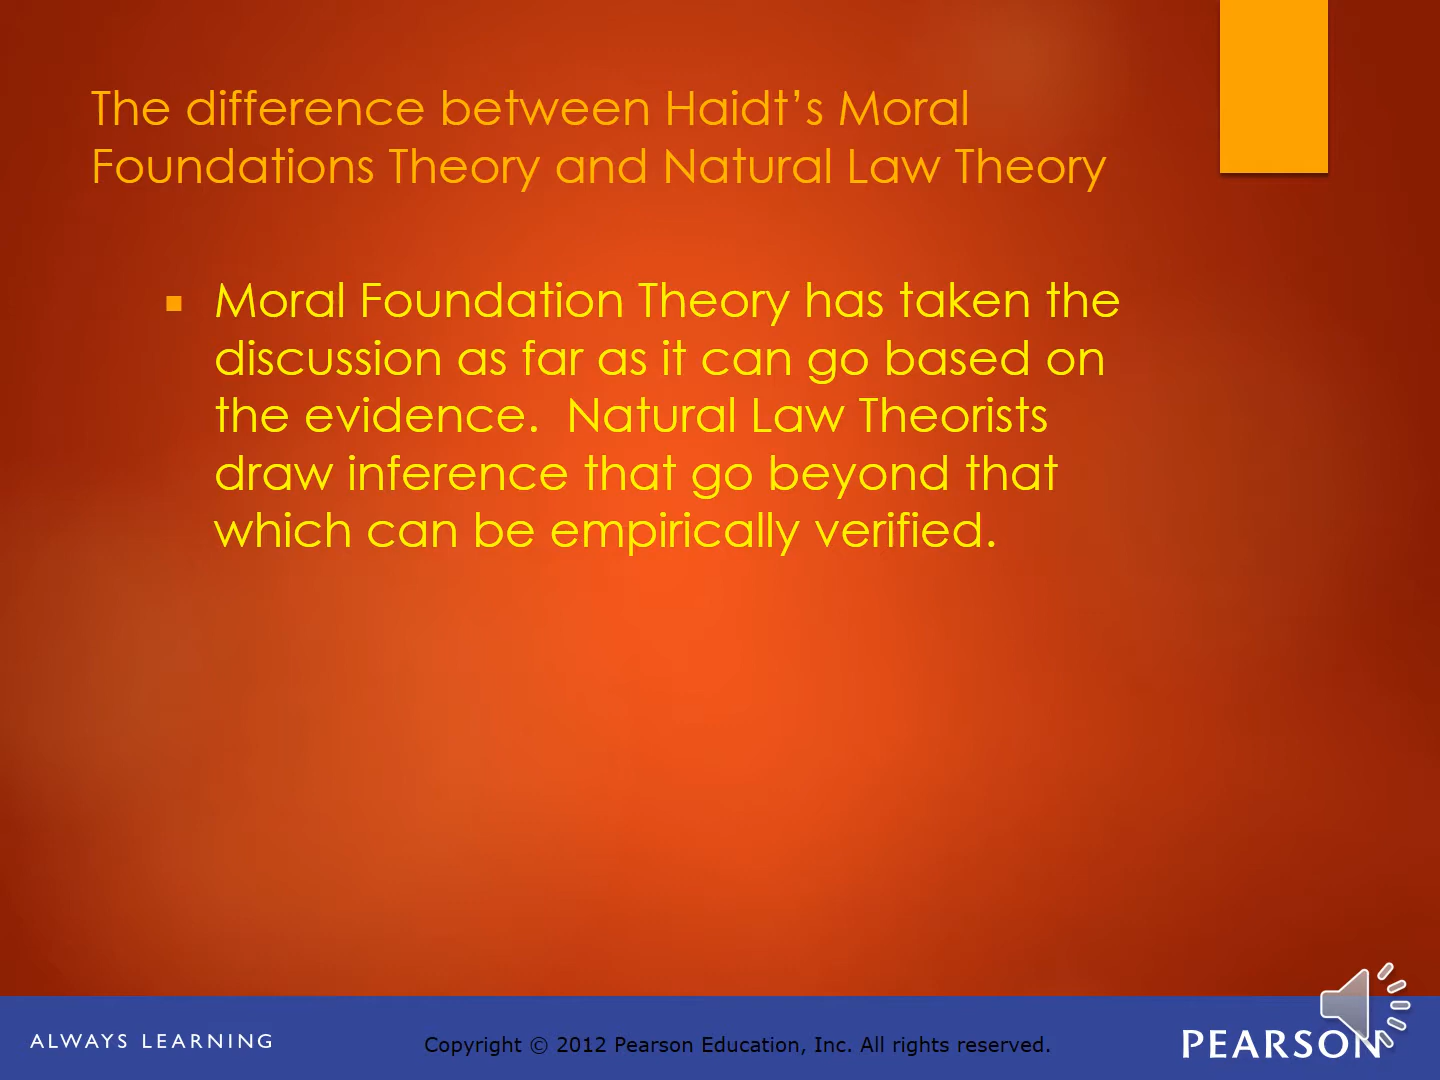 The difference between Haidt’s Moral
Foundations Theory and Natural Law Theory
Moral Foundation Theory has taken the
discussion as far as it can go based on
the evidence.  Natural Law Theorists
draw inference that go beyond that
which can be empirically verified.
ALWAYS LEARNING
Copyright © 2012 Pearson Education, Inc. All rights reserved.
PEARSON